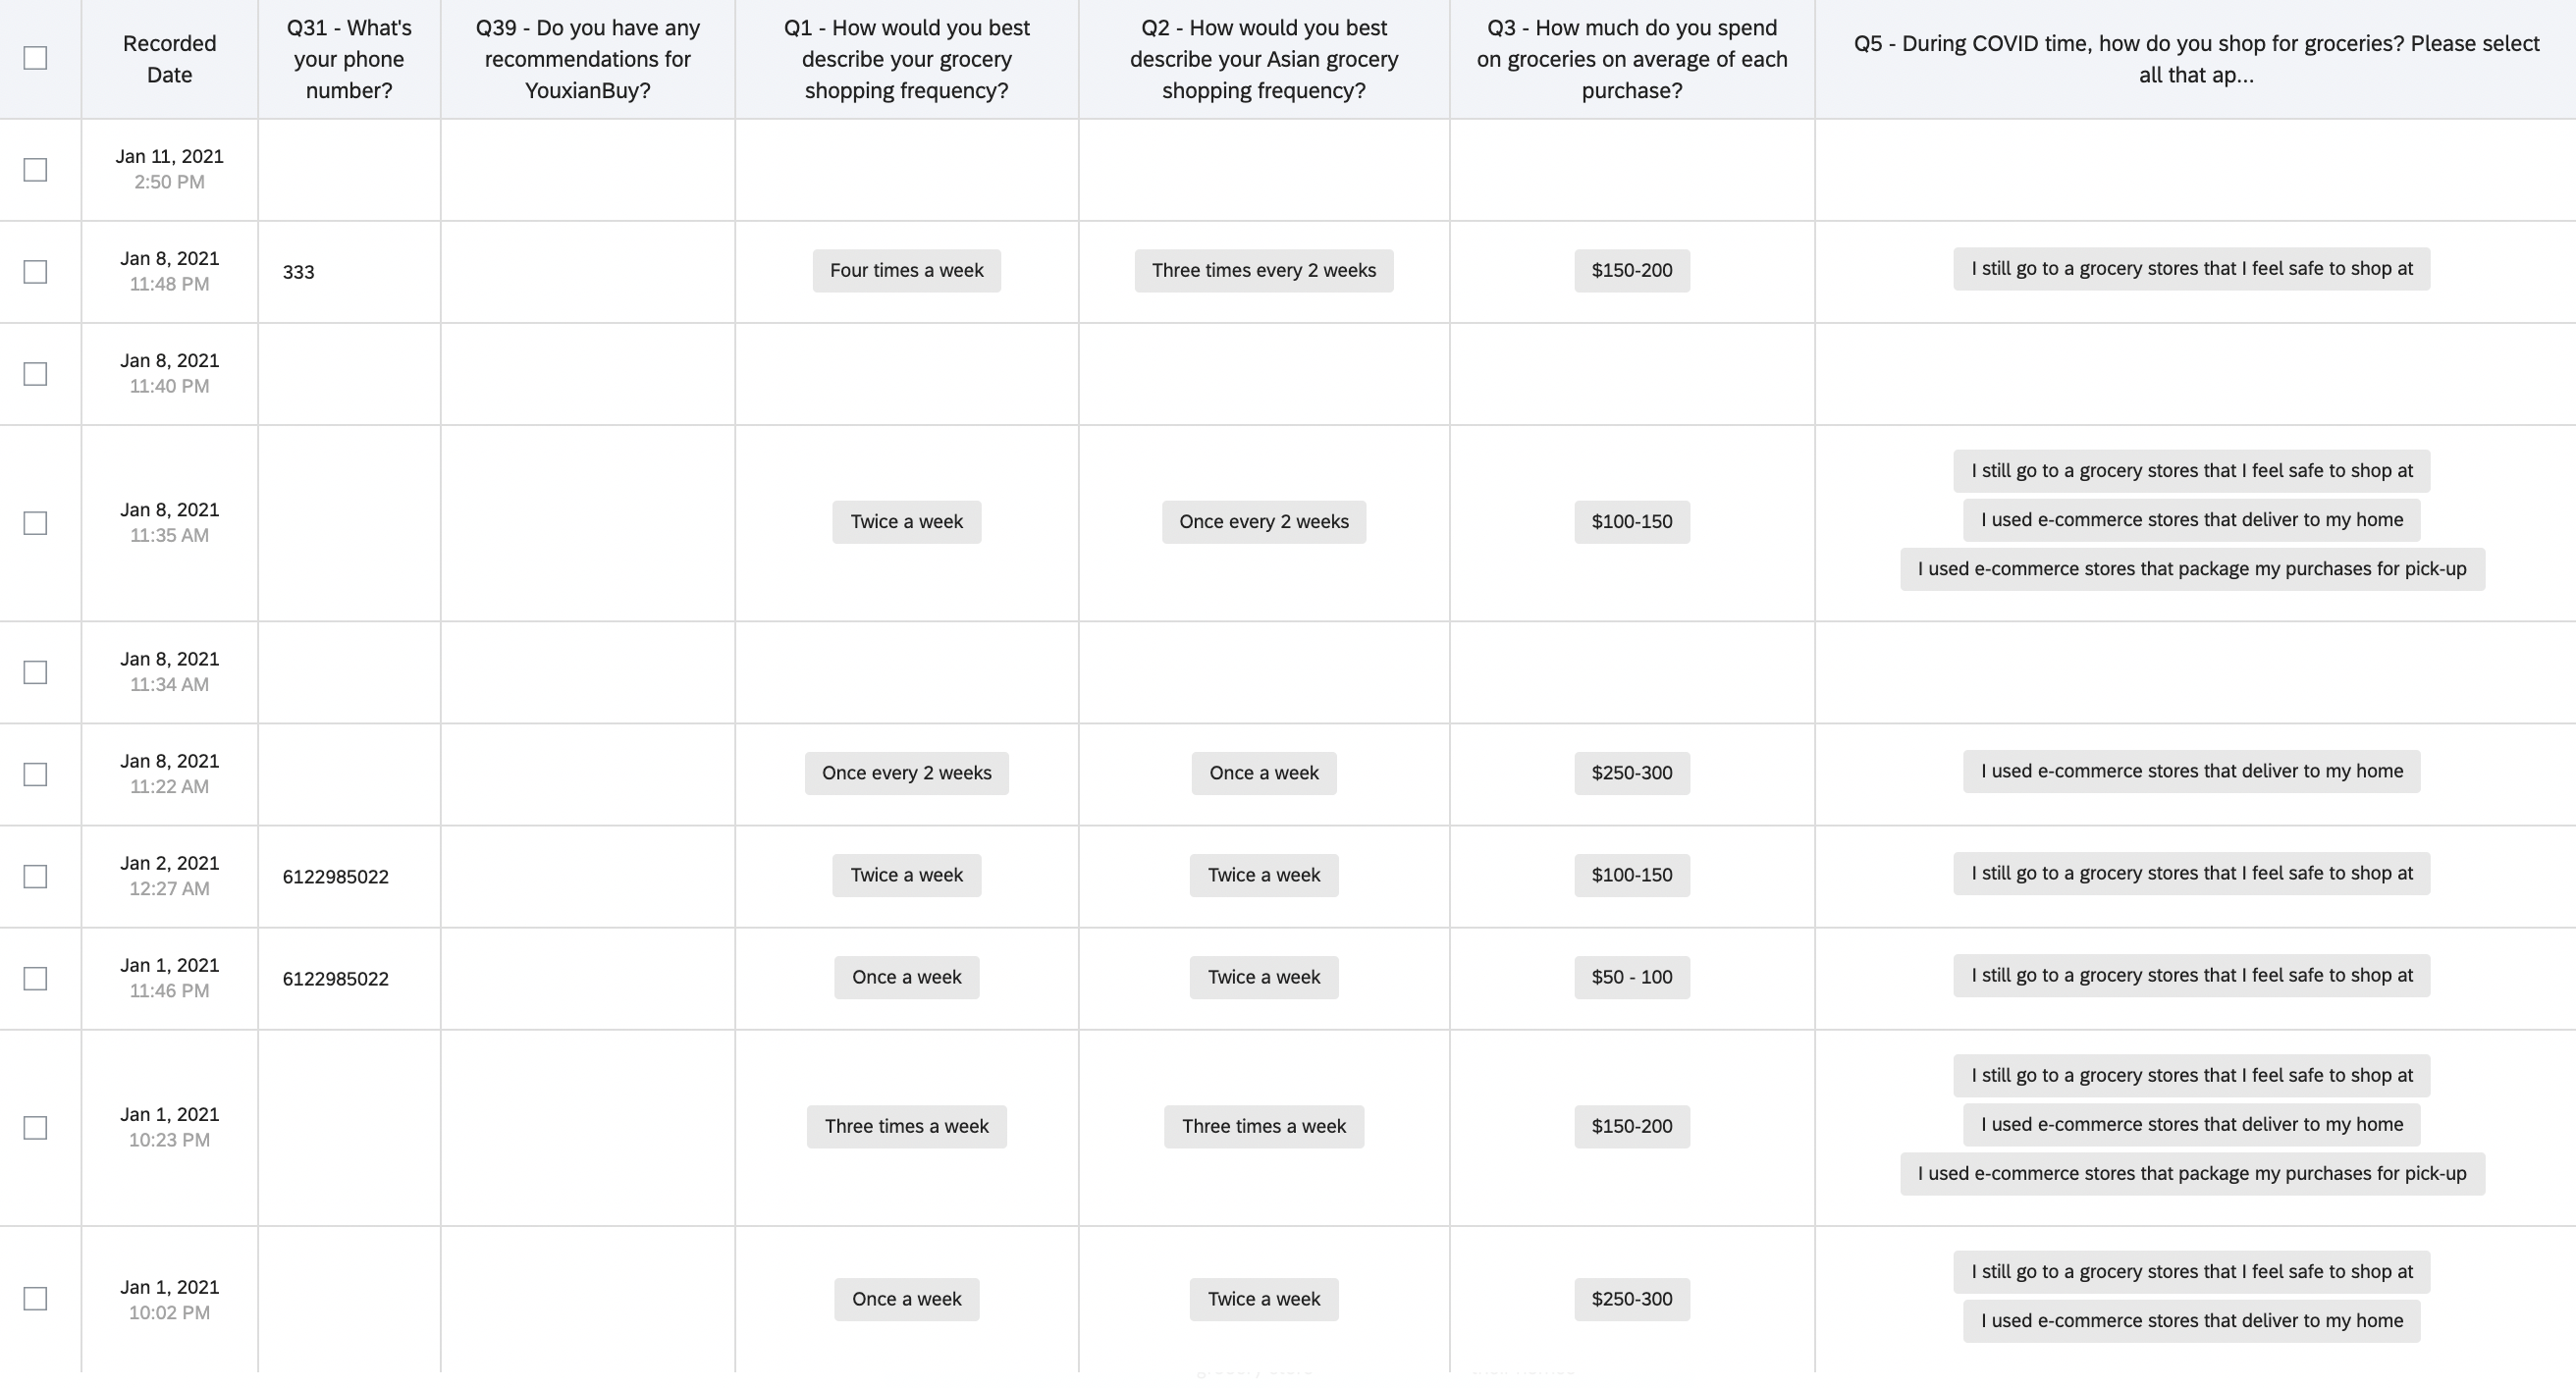 Recorded
Date
Q31 - What's
your phone
number?
Q39 - Do you have any
recommendations for
YouxianBuy?
Q1 - How would you best
describe your grocery
shopping frequency?
Q2 - How would you best
describe your Asian grocery
shopping frequency?
Q3 - How much do you spend
on groceries on average of each
purchase?
Q5 - During COVID time, how do you shop for groceries? Please select
all that ap...
Jan 11, 2021
2:50 PM
Jan 8, 2021
11:48 PM
333
Four times a week
Three times every 2 weeks
$150-200
I still go to a grocery stores that I feel safe to shop at
Jan 8, 2021
11:40 PM
Jan 8, 2021
11:35 AM
Twice a week
Once every 2 weeks
$100-150
I still go to a grocery stores that I feel safe to shop at
I used e-commerce stores that deliver to my home
I used e-commerce stores that package my purchases for pick-up
Jan 8, 2021
11:34 AM
Jan 8, 2021
11:22 AM
Once every 2 weeks
Once a week
$250-300
I used e-commerce stores that deliver to my home
Jan 2, 2021
12:27 AM
6122985022
Twice a week
Twice a week
$100-150
I still go to a grocery stores that I feel safe to shop at
Jan 1, 2021
11:46 PM
6122985022
Once a week
Twice a week
$50 - 100
I still go to a grocery stores that I feel safe to shop at
Jan 1, 2021
10:23 PM
Three times a week
Three times a week
$150-200
I still go to a grocery stores that I feel safe to shop at
I used e-commerce stores that deliver to my home
I used e-commerce stores that package my purchases for pick-up
Jan 1, 2021
10:02 PM
Once a week
Twice a week
$250-300
I still go to a grocery stores that I feel safe to shop at
I used e-commerce stores that deliver to my home